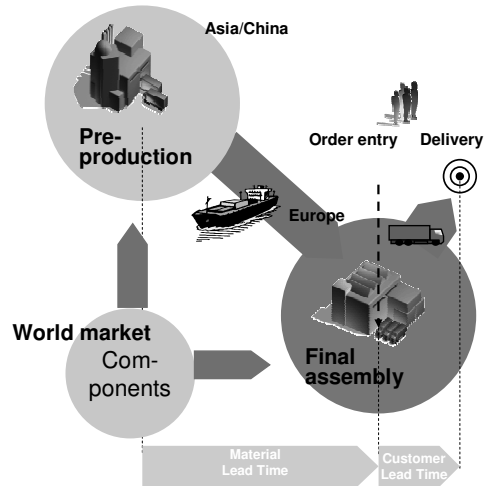 Asia/China
Pre-
production
Order entry
Delivery
Europe
World market
Com-
ponents
Final
assembly
Material
Lead Time
Customer
Lead Time